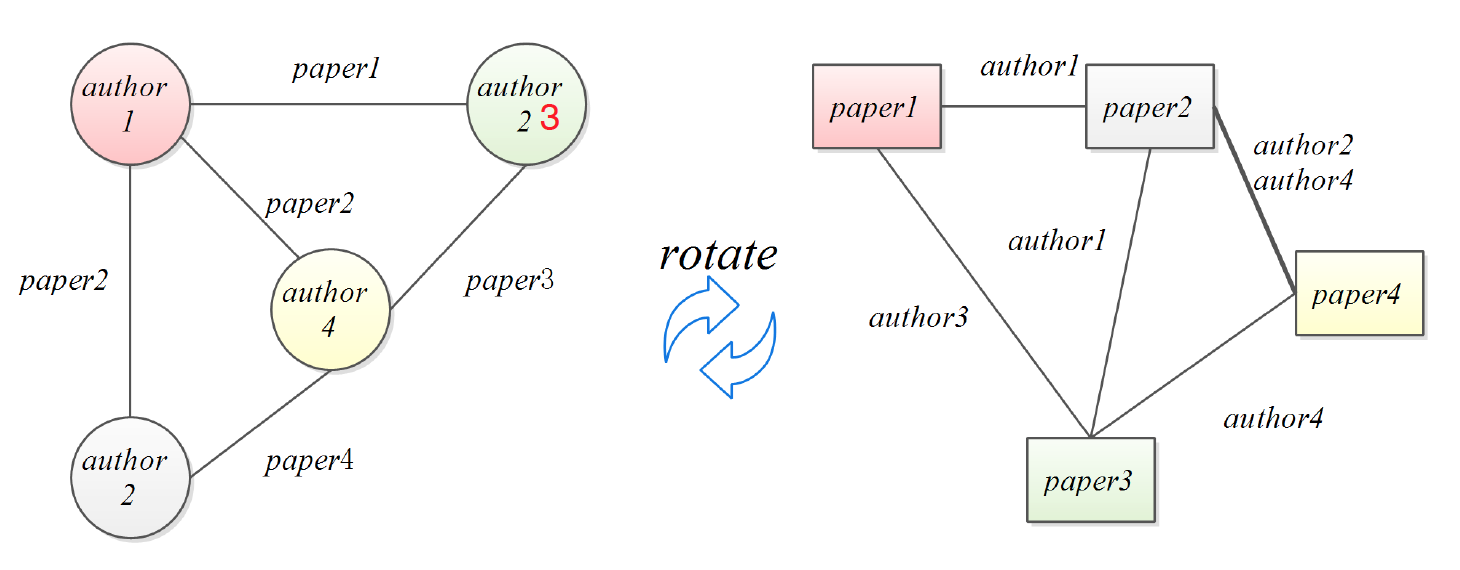 author
1
paper1
author
2 3
paper2
paper2
author
4
paper3
author
2
paper4
rotate
paper1
author1
paper2
author2
author4
author1
author3
paper4
author4
paper3